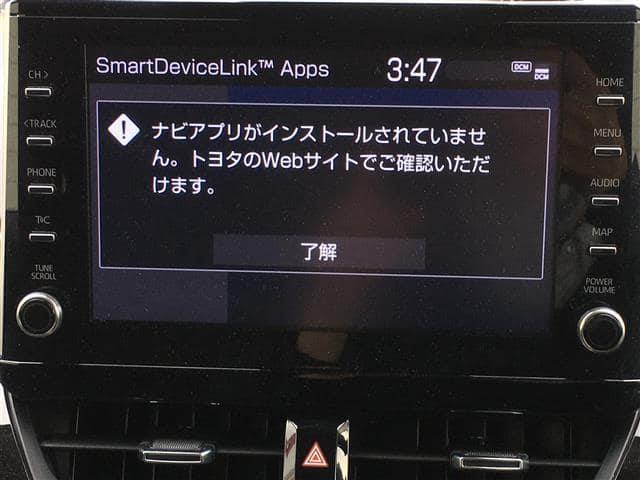 SmartDeviceLink™ Apps 3:47 DCM DCM
CH > HOME
ナビアプリがインストールされていませ
ん。トヨタのWebサイトでご確認いただ
けます。
了解
< TRACK MENU
PHONE AUDIO
T&C MAP
TUNE
SCROLL
POWER
VOLUME